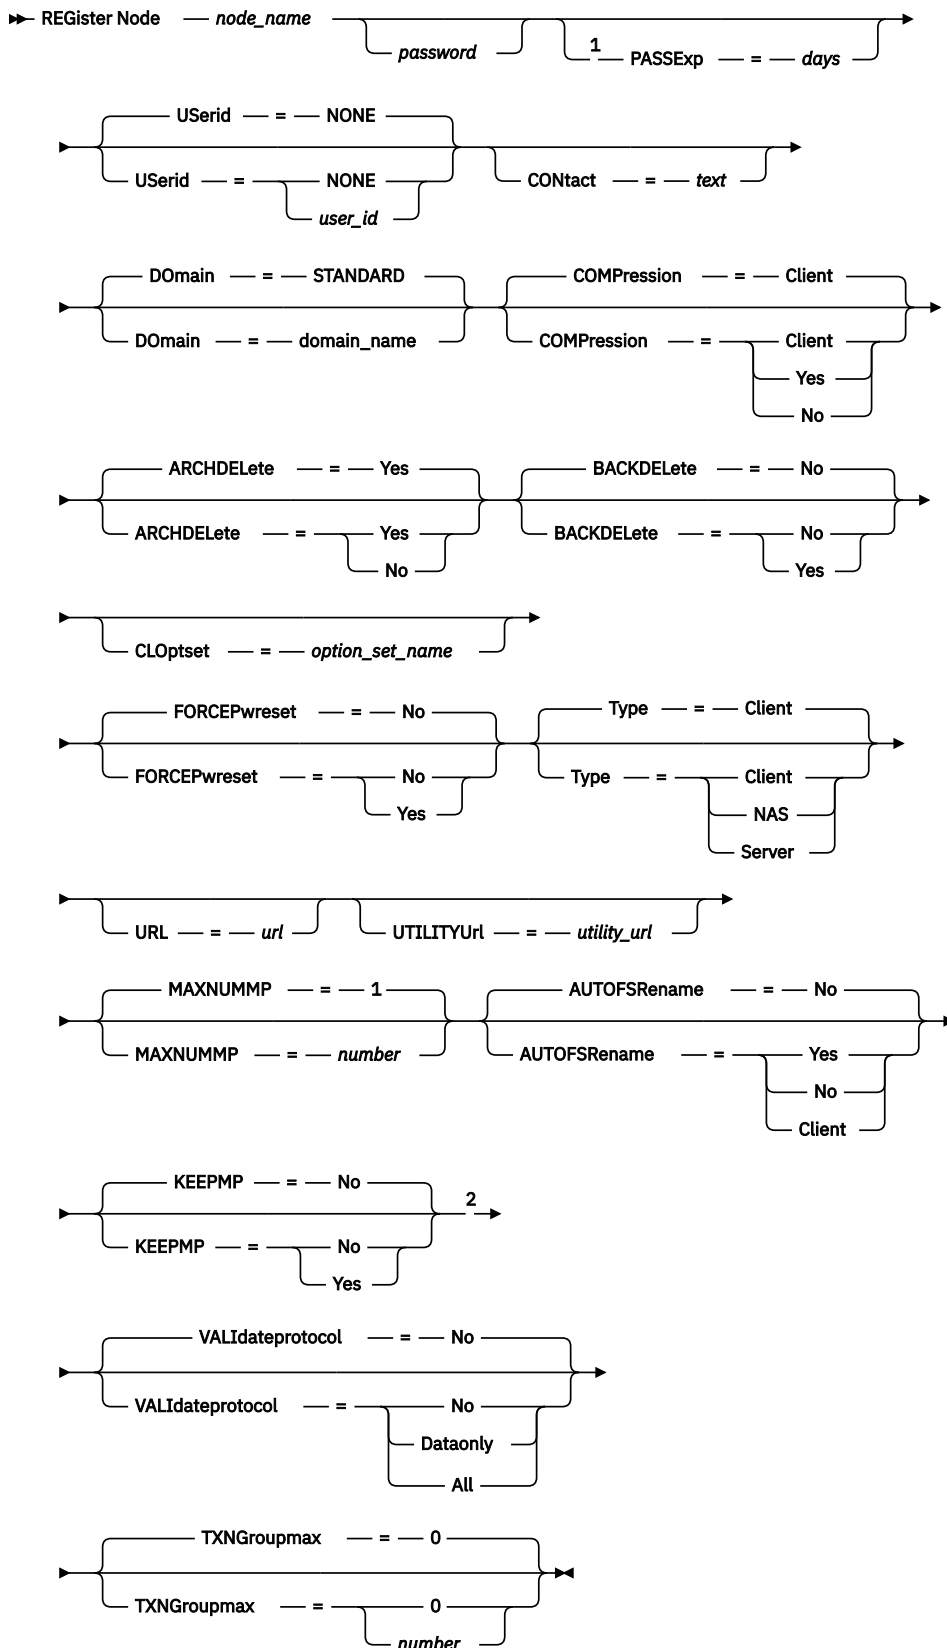 REGister Node node_name
password
1 PASSExp = days
USerid = NONE
USerid = NONE
user_id
CONtact = text
DOmain = STANDARD
DOmain = domain_name
COMPression = Client
COMPression = Client
Yes
No
ARCHDELete = Yes
ARCHDELete = Yes
No
BACKDELete = No
BACKDELete = No
Yes
CLOptset = option_set_name
FORCEPwreset = No
FORCEPwreset = No
Yes
Type = Client
Type = Client
NAS
Server
URL = url
UTILITYUrl = utility_url
MAXNUMMP = 1
MAXNUMMP = number
AUTOFSRename = No
AUTOFSRename = Yes
No
Client
KEEPMP = No
2
KEEPMP = No
Yes
VALIdateprotocol = No
VALIdateprotocol = No
Dataonly
All
TXNGroupmax = 0
TXNGroupmax = 0
number